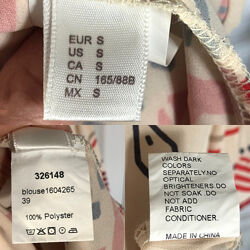 EUR S
US S
CA S
CN 165/88B
MX S
326148
blouse1604265
39
100% Polyster
WASH DARK
COLORS
SEPARATELY.NO
OPTICAL
BRIGHTENERS.DO
NOT SOAK. DO
NOT ADD
FABRIC
CONDITIONER.
MADE IN CHINA